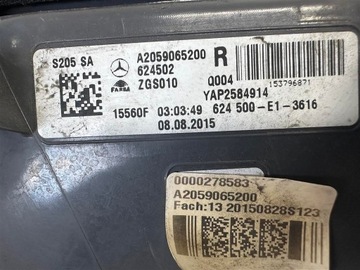 S205 SA
A2059065200 R
624502
ZGS010
Q004
153796871
FARBA
YAP2584914
15560F 03:03:49 624 500-E1-3616
08.08.2015
0000278583
A2059065200
Fach:13 20150828S123